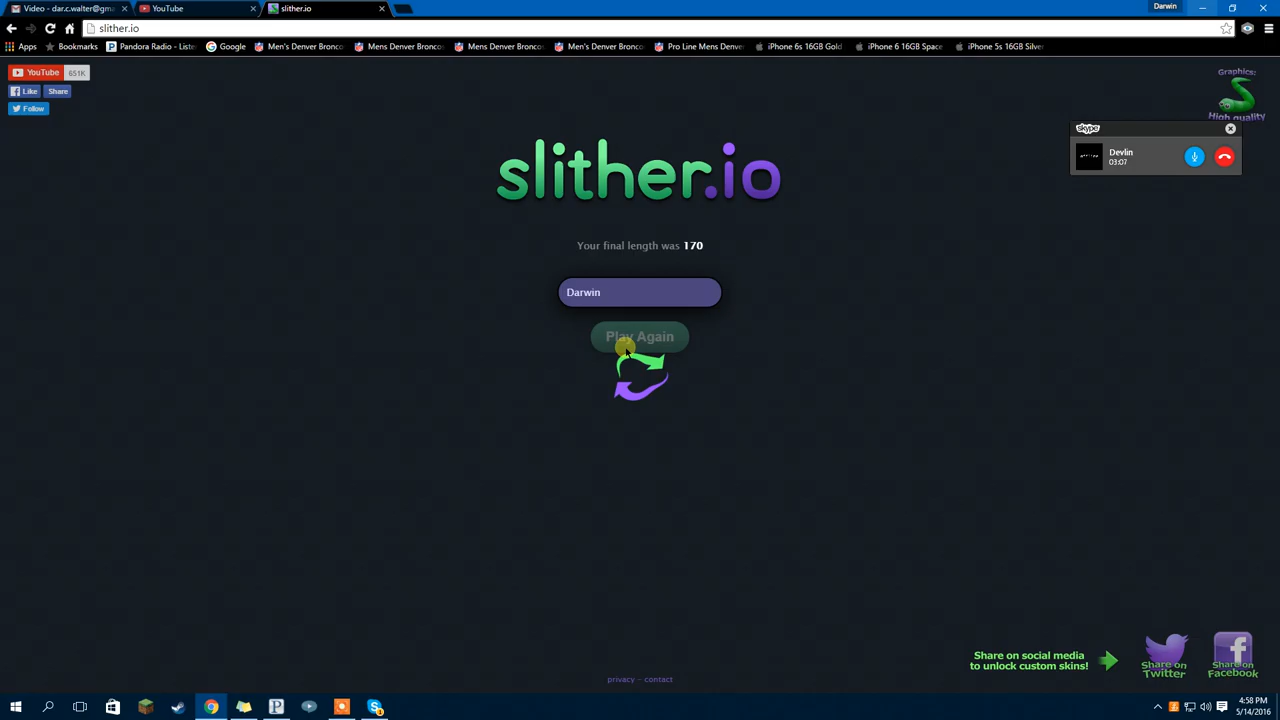 Video - dar.c.walter@gm
YouTube
slither.io
Darwin
slither.io
Apps
Bookmarks
Pandora Radio - Liste
Google
Men's Denver Bronco
Mens Denver Bronco
Mens Denver Bronco
Men's Denver Bronco
Pro Line Mens Denver
iPhone 6s 16GB Gold
iPhone 6 16GB Space
iPhone 5s 16GB Silver
YouTube 651K
Like Share
Follow
Graphics:
High quality
skype
Devlin
03:07
slither.io
Your final length was 170
Darwin
Play Again
Share on social media
to unlock custom skins!
Share on
Twitter
Share on
Facebook
privacy - contact
4:58 PM
5/14/2016